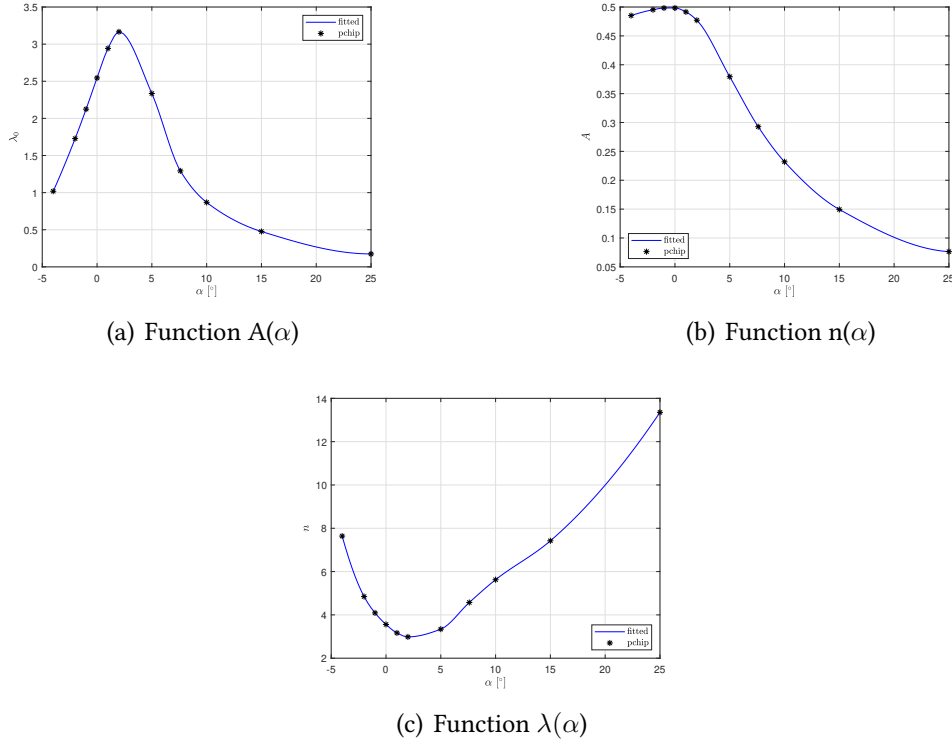 3.5
3
2.5
2
1.5
1
0.5
0
λ₀
-5 0 5 10 15 20 25
α [°]
fitted
pchip
(a) Function A(α)
0.5
0.45
0.4
0.35
0.3
0.25
0.2
0.15
0.1
0.05
A
-5 0 5 10 15 20 25
α [°]
fitted
pchip
(b) Function n(α)
14
12
10
8
6
4
2
n
-5 0 5 10 15 20 25
α [°]
fitted
pchip
(c) Function λ(α)